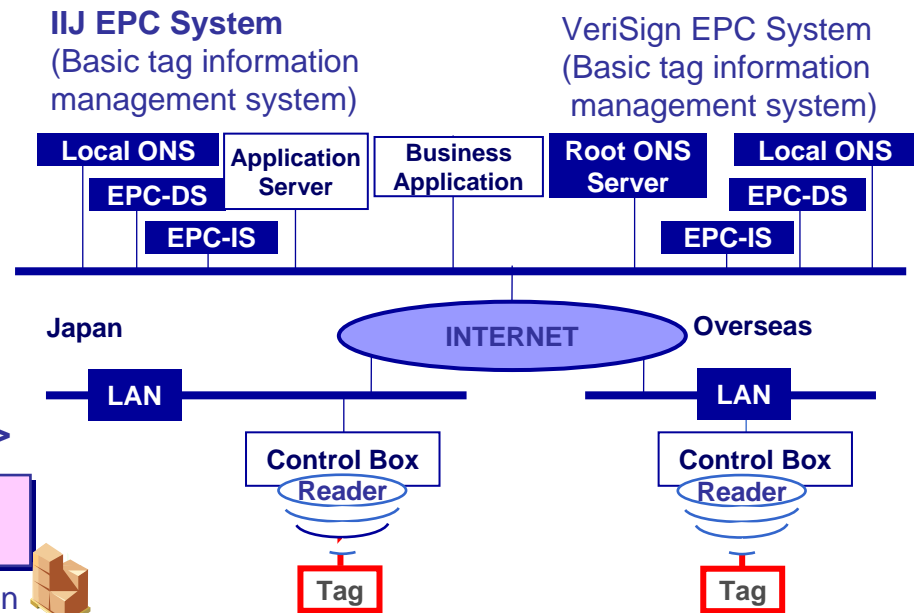 IIJ EPC System
(Basic tag information
management system)
VeriSign EPC System
(Basic tag information
management system)
Local ONS
EPC-DS
EPC-IS
Application
Server
Business
Application
Root ONS
Server
Local ONS
EPC-DS
EPC-IS
Japan
INTERNET
Overseas
LAN
LAN
>
Control Box
Reader
Control Box
Reader
n
Tag
Tag